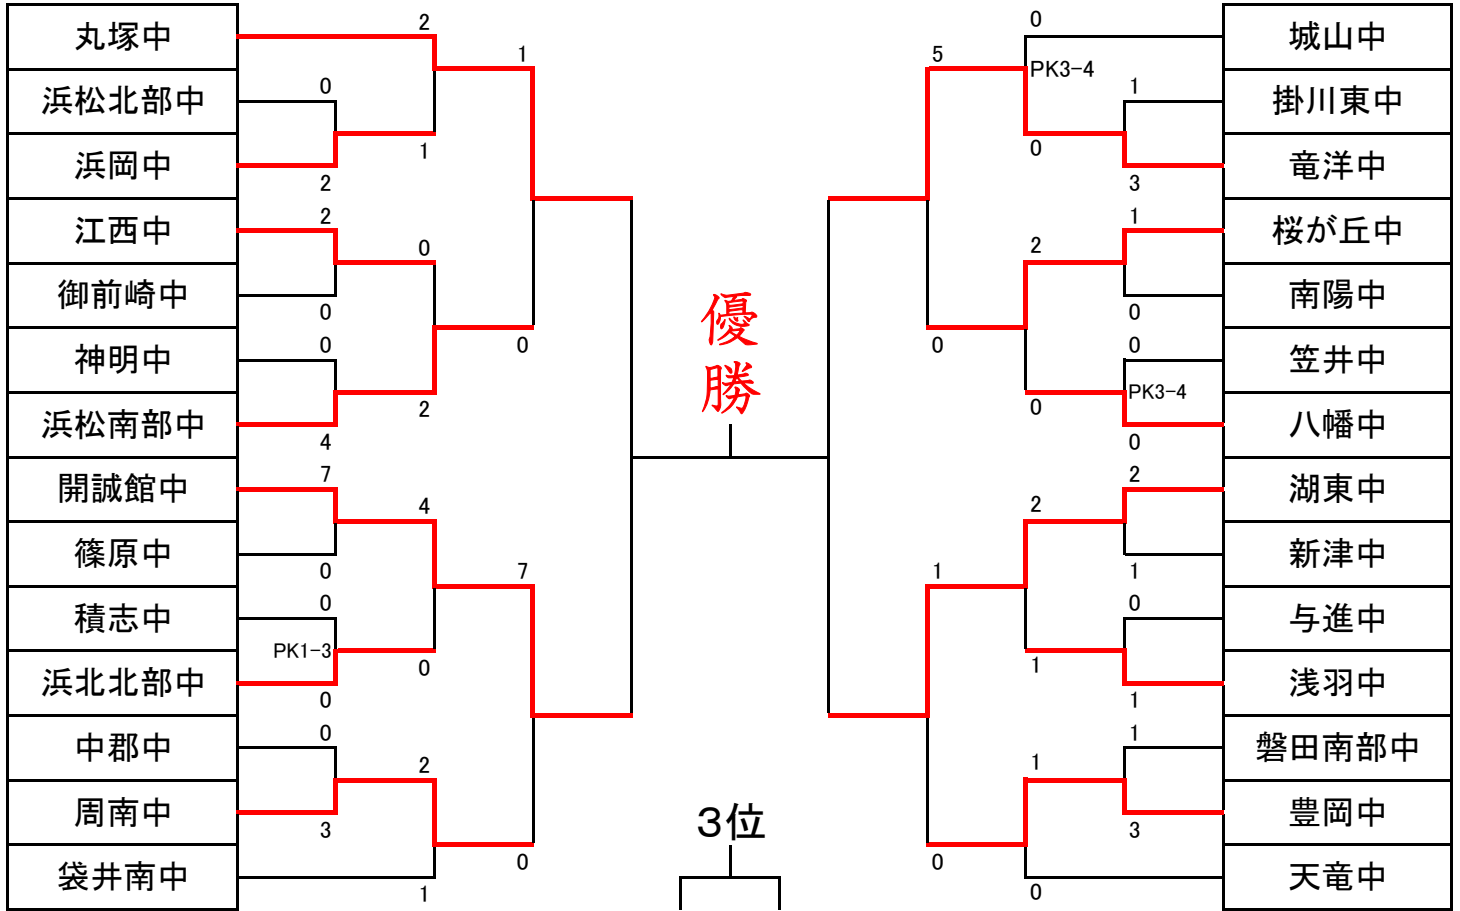 丸塚中
浜松北部中
浜岡中
江西中
御前崎中
神明中
浜松南部中
開誠館中
篠原中
積志中
浜北北部中
中郡中
周南中
袋井南中
2
0
2
2
0
0
4
7
0
0
PK1-3
0
0
3
1
0
2
4
0
2
1
1
0
7
0
優
勝
3位
5
0
1
0
0
PK3-4
0
2
0
2
1
1
0
1
3
1
0
0
PK3-4
0
2
1
0
1
1
3
城山中
掛川東中
竜洋中
桜が丘中
南陽中
笠井中
八幡中
湖東中
新津中
与進中
浅羽中
磐田南部中
豊岡中
天竜中